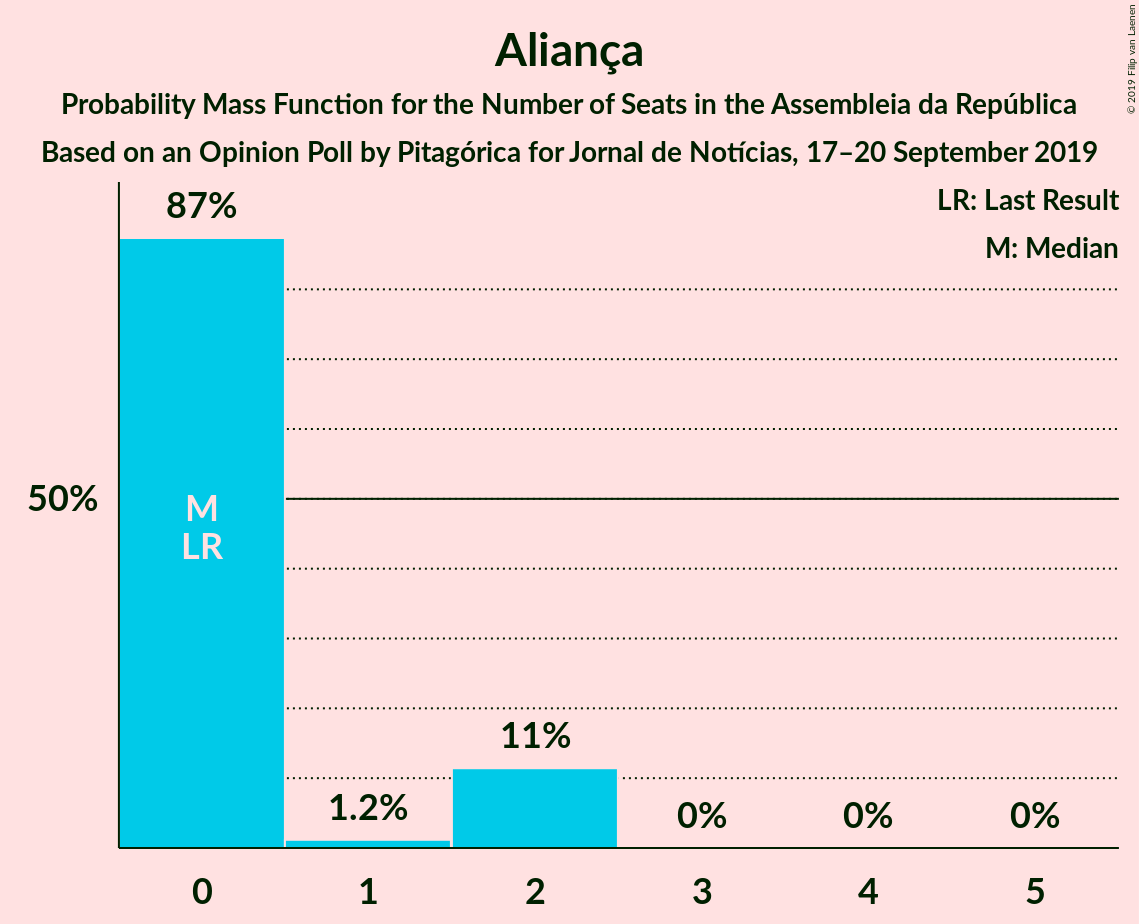 Aliança
Probability Mass Function for the Number of Seats in the Assembleia da República
Based on an Opinion Poll by Pitagórica for Jornal de Notícias, 17–20 September 2019
© 2019 Filip van Laenen
LR: Last Result
M: Median
87%
50%
M
LR
11%
1.2%
0%
0%
0%
0
1
2
3
4
5